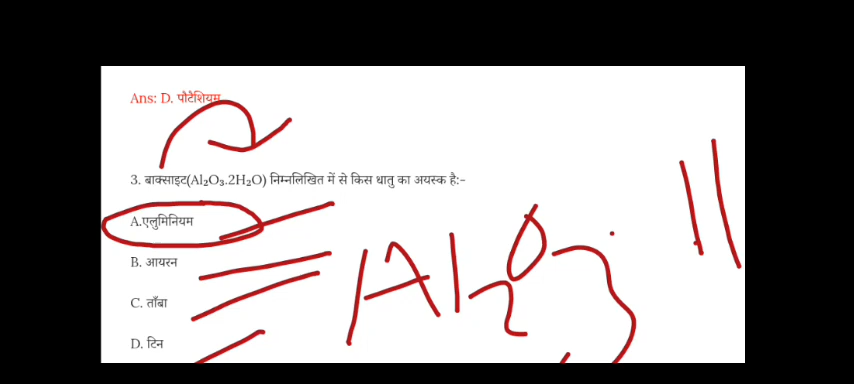 Ans: D. पौटैशियम
3. बाक्साइट(Al₂O₃.2H₂O) निम्नलिखित में से किस धातु का अयस्क है:-
A.एलुमिनियम
B. आयरन
C. ताँबा
D. टिन
Al₂O₃